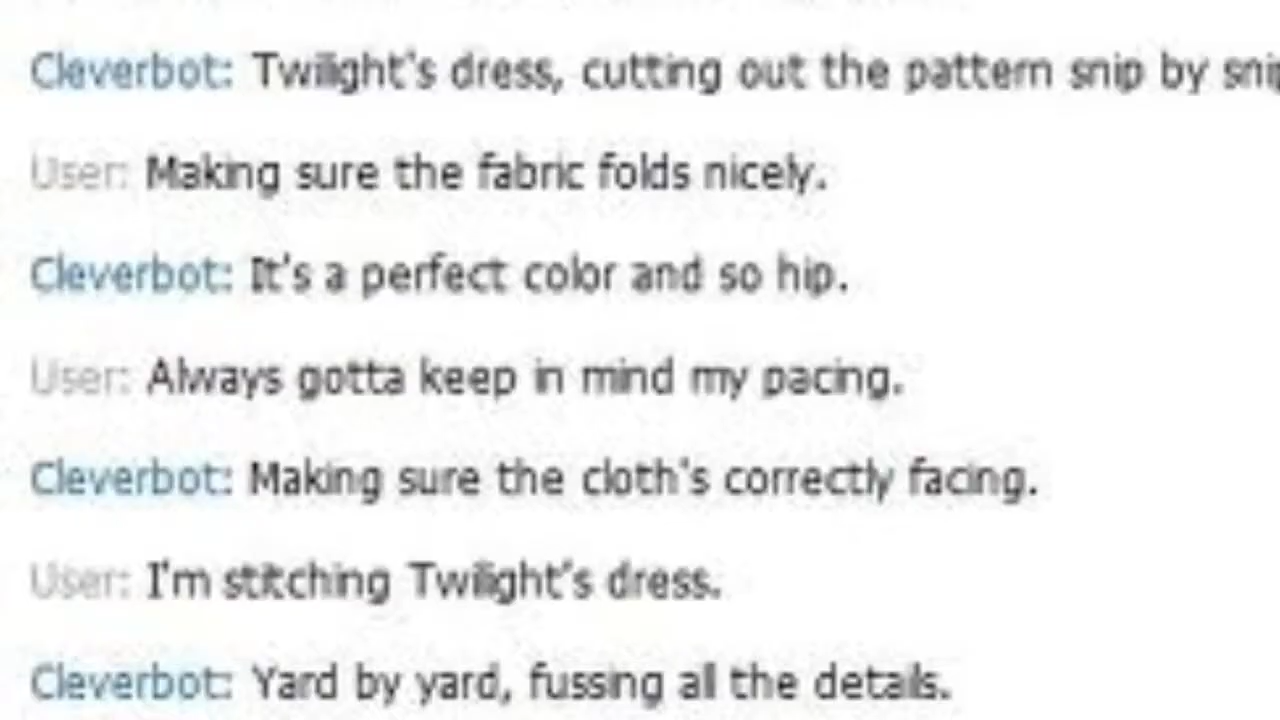 Cleverbot: Twilight's dress, cutting out the pattern snip by
User: Making sure the fabric folds nicely.
Cleverbot: It's a perfect color and so hip.
User: Always gotta keep in mind my pacing.
Cleverbot: Making sure the cloth's correctly facing.
User: I'm stitching Twilight's dress.
Cleverbot: Yard by yard, fussing all the details.